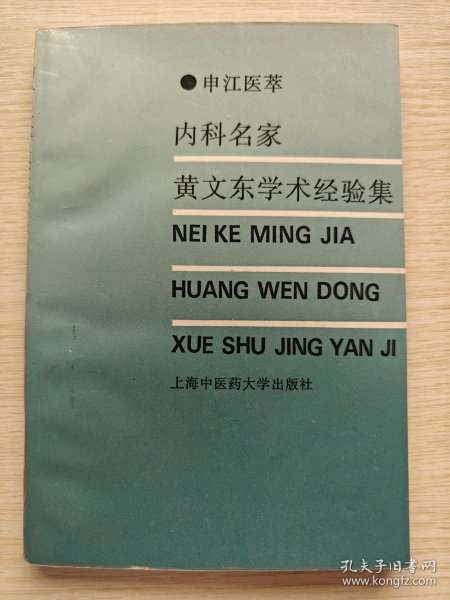 ●申江医萃
内科名家
黄文东学术经验集
NEI KE MING JIA
HUANG WEN DONG
XUE SHU JING YAN JI
上海中医药大学出版社
孔夫子旧书网
www.kongfz.com